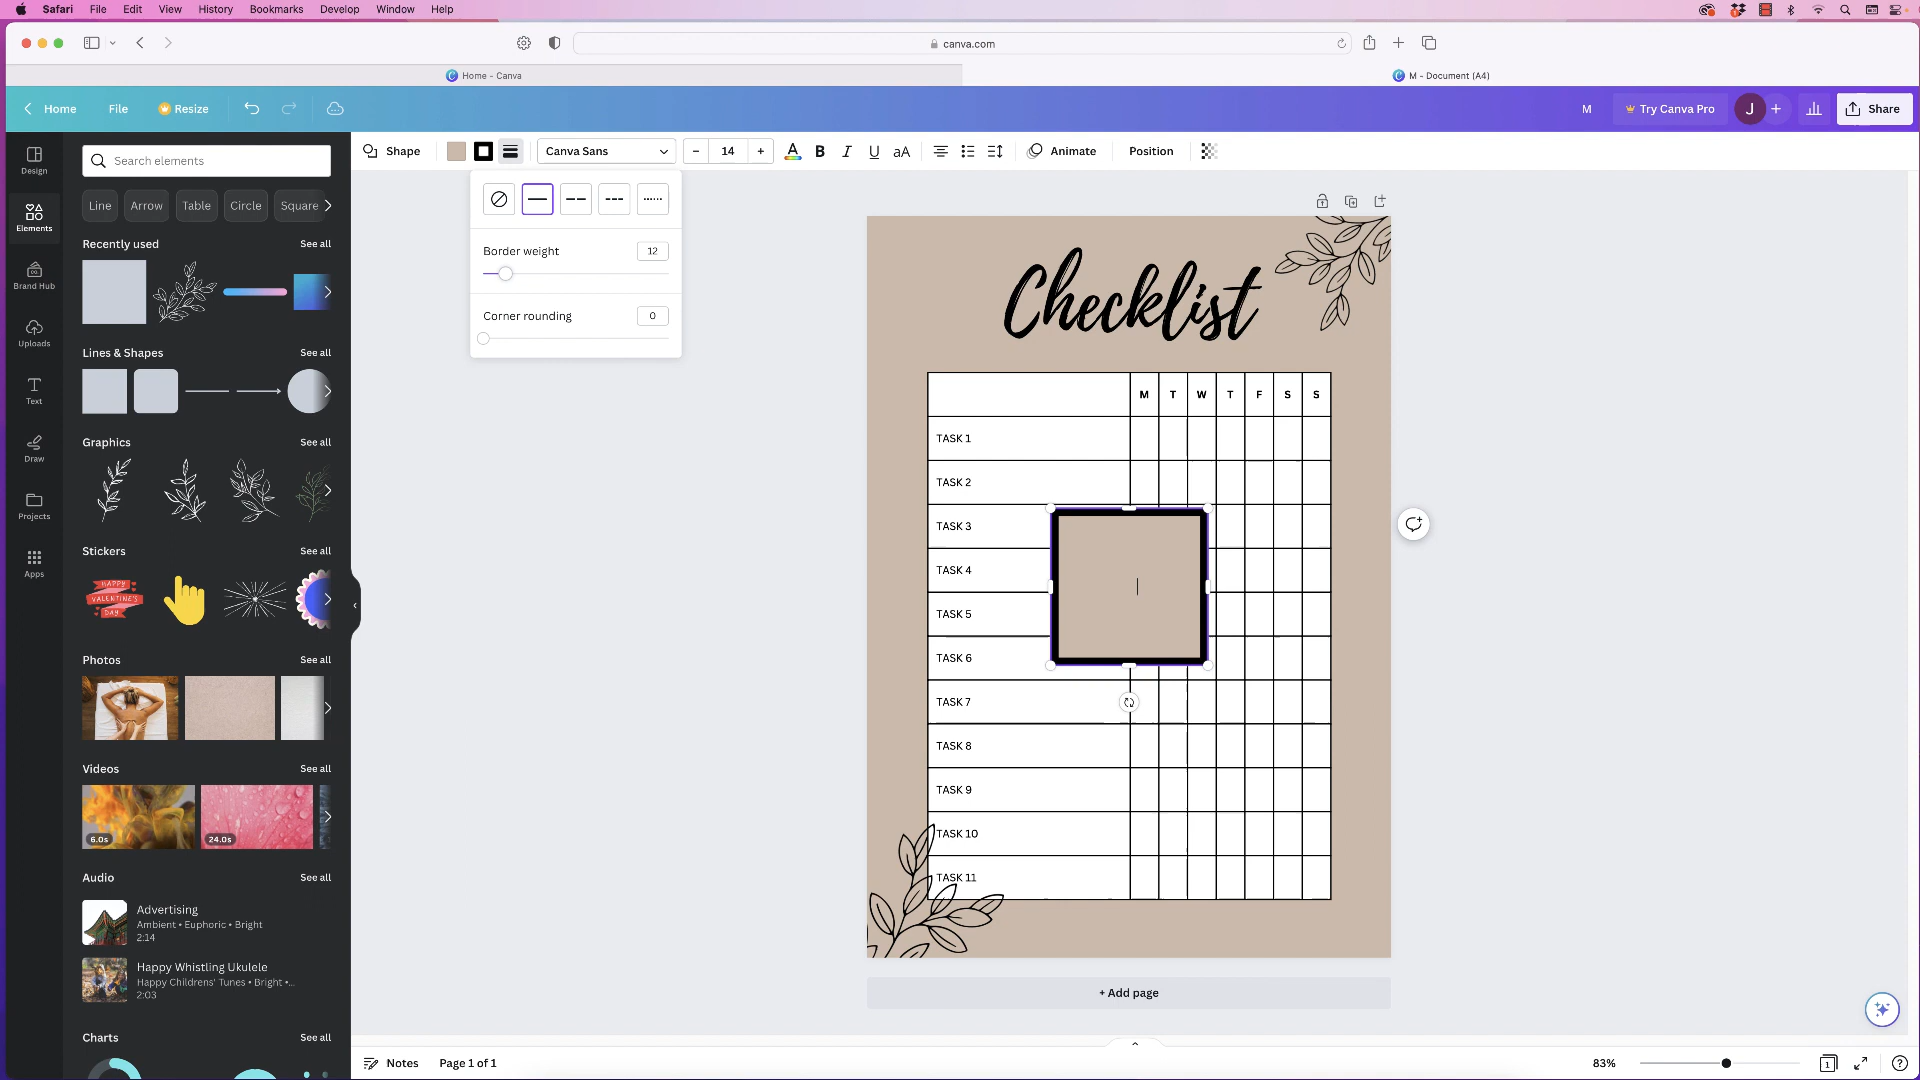 Safari File Edit View History Bookmarks Develop Window Help
canva.com
Home - Canva
M - Document (A4)
Home File Resize
M Try Canva Pro J + Share
Design
Elements
Brand Hub
Uploads
Text
Draw
Projects
Apps
Search elements
Line Arrow Table Circle Square
Recently used See all
Lines & Shapes See all
Graphics See all
Stickers See all
HAPPY
VALENTINE'S
DAY
Photos See all
Videos See all
6.0s 24.0s
Audio See all
Advertising
Ambient • Euphoric • Bright
2:14
Happy Whistling Ukulele
Happy Childrens' Tunes • Bright •...
2:03
Charts See all
Shape Canva Sans - 14 + A B I U aA Animate Position
Border weight 12
Corner rounding 0
Checklist
M T W T F S S
TASK 1
TASK 2
TASK 3
TASK 4
TASK 5
TASK 6
TASK 7
TASK 8
TASK 9
TASK 10
TASK 11
+ Add page
Notes Page 1 of 1 83% 1 ?